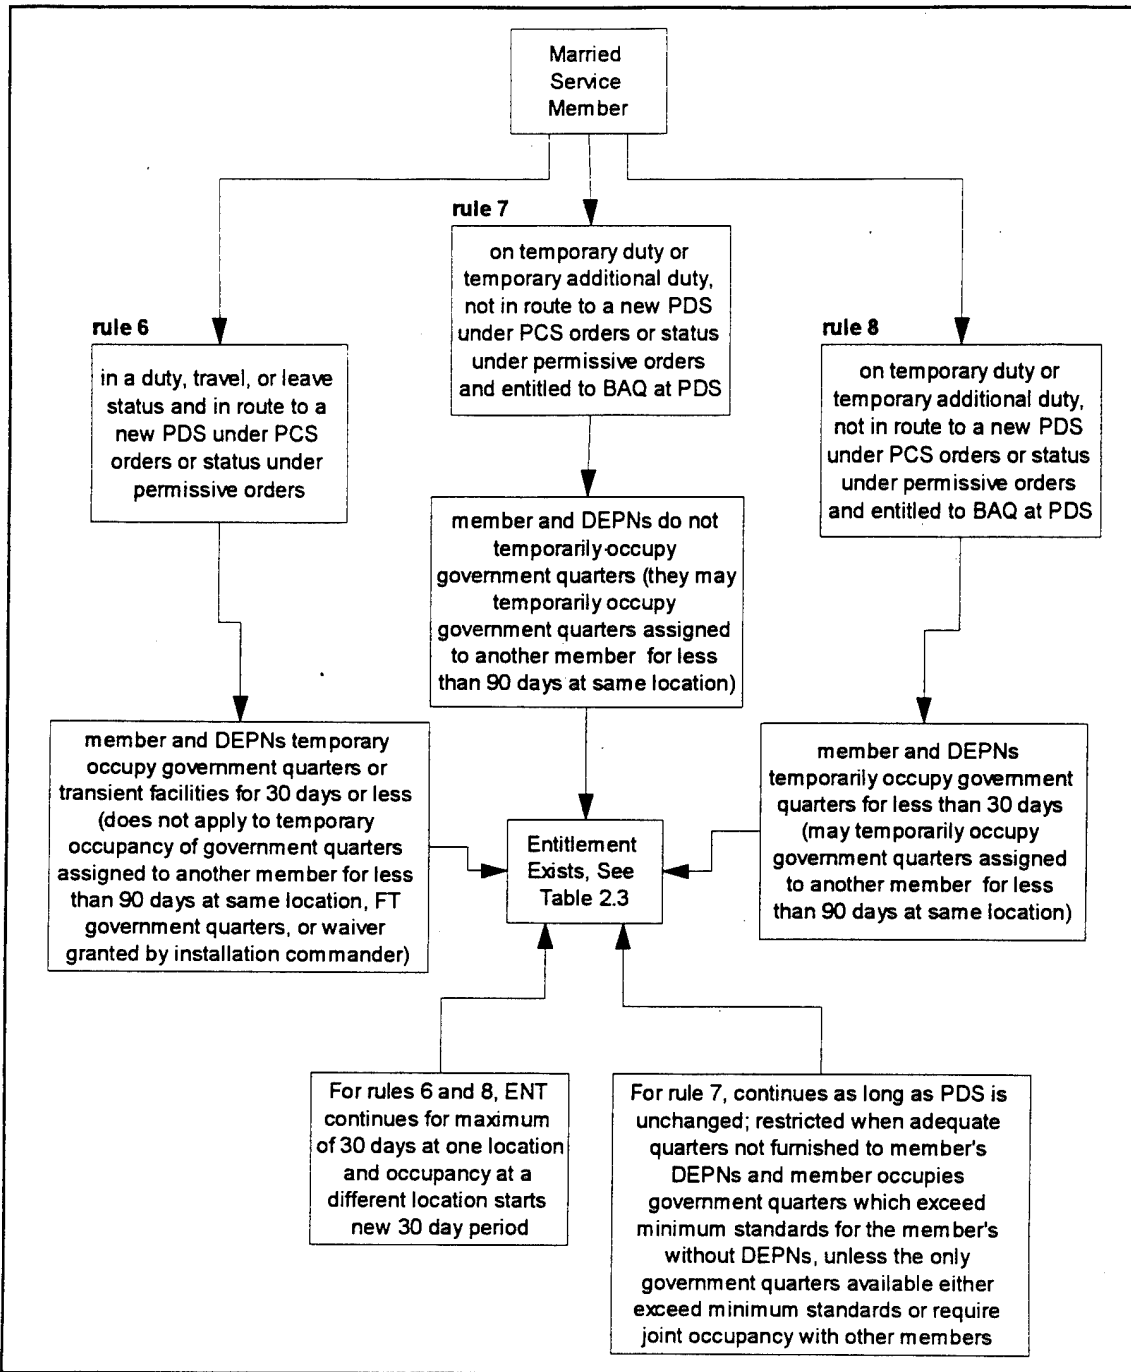 Married
Service
Member
rule 7
on temporary duty or
temporary additional duty,
not in route to a new PDS
under PCS orders or status
under permissive orders
and entitled to BAQ at PDS
rule 6
in a duty, travel, or leave
status and in route to a
new PDS under PCS
orders or status under
permissive orders
rule 8
on temporary duty or
temporary additional duty,
not in route to a new PDS
under PCS orders or status
under permissive orders
and entitled to BAQ at PDS
member and DEPNs do not
temporarily occupy
government quarters (they may
temporarily occupy
government quarters assigned
to another member for less
than 90 days at same location)
member and DEPNs temporary
occupy government quarters or
transient facilities for 30 days or less
(does not apply to temporary
occupancy of government quarters
assigned to another member for less
than 90 days at same location, FT
government quarters, or waiver
granted by installation commander)
Entitlement
Exists, See
Table 2.3
member and DEPNs
temporarily occupy government
quarters for less than 30 days
(may temporarily occupy
government quarters assigned
to another member for less
than 90 days at same location)
For rules 6 and 8, ENT
continues for maximum
of 30 days at one location
and occupancy at a
different location starts
new 30 day period
For rule 7, continues as long as PDS is
unchanged; restricted when adequate
quarters not furnished to member's
DEPNs and member occupies
government quarters which exceed
minimum standards for the member's
without DEPNs, unless the only
government quarters available either
exceed minimum standards or require
joint occupancy with other members